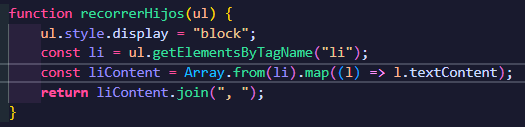 function recorrerHijos(ul) {
    ul.style.display = "block";
    const li = ul.getElementsByTagName("li");
    const liContent = Array.from(li).map((l) => l.textContent);
    return liContent.join(", ");
}